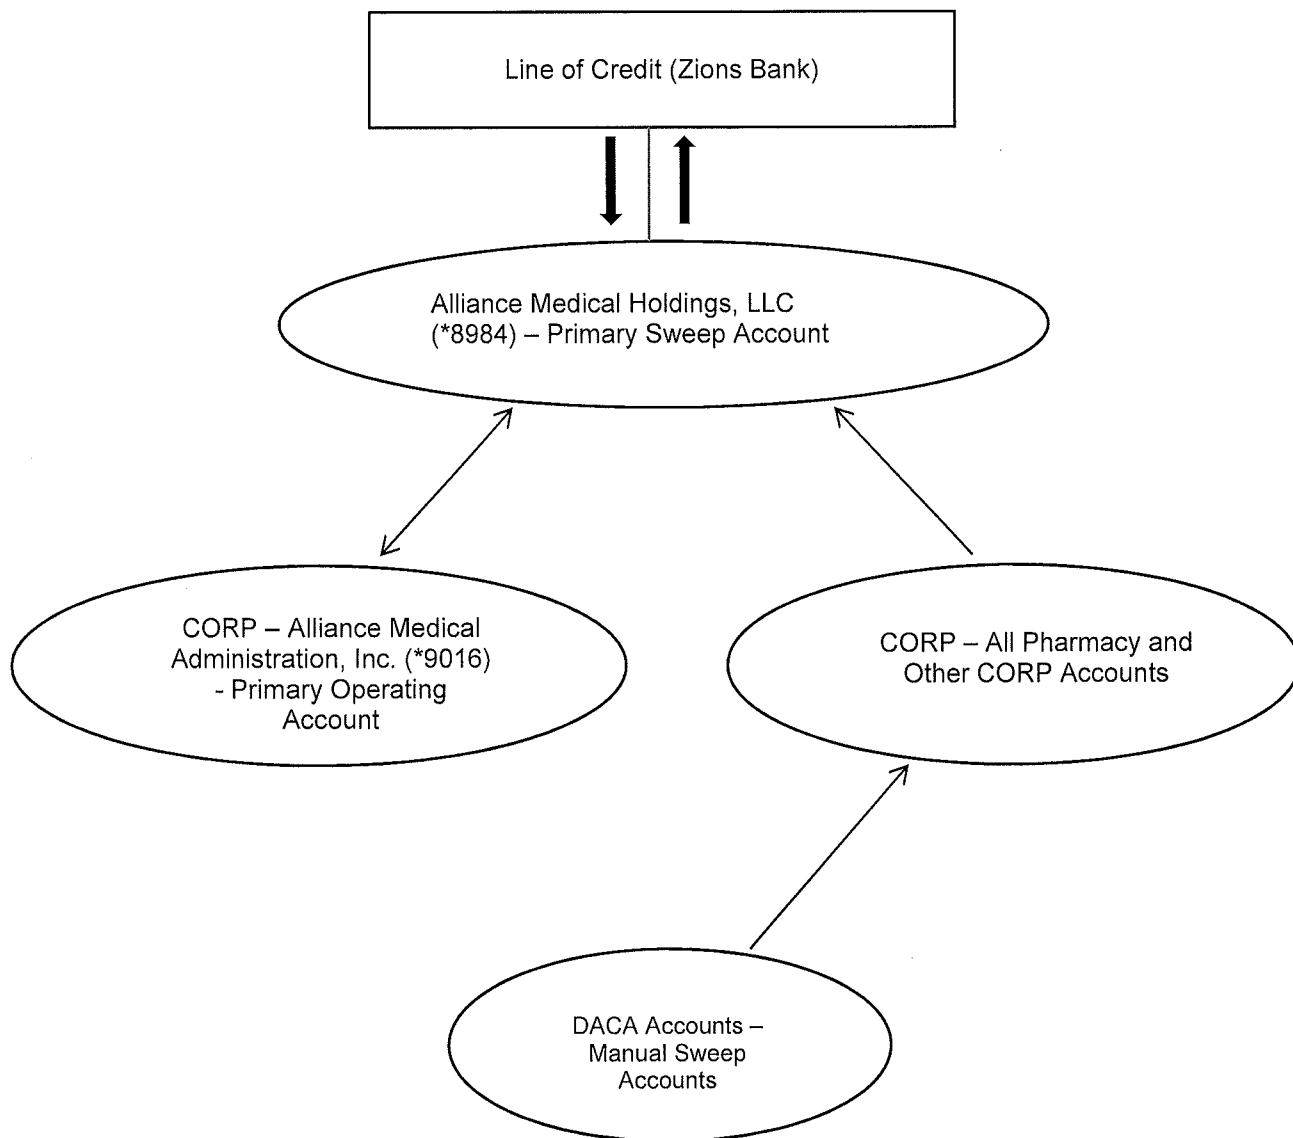 Line of Credit (Zions Bank)
Alliance Medical Holdings, LLC
(*8984) – Primary Sweep Account
CORP – Alliance Medical
Administration, Inc. (*9016)
- Primary Operating
Account
CORP – All Pharmacy and
Other CORP Accounts
DACA Accounts –
Manual Sweep
Accounts